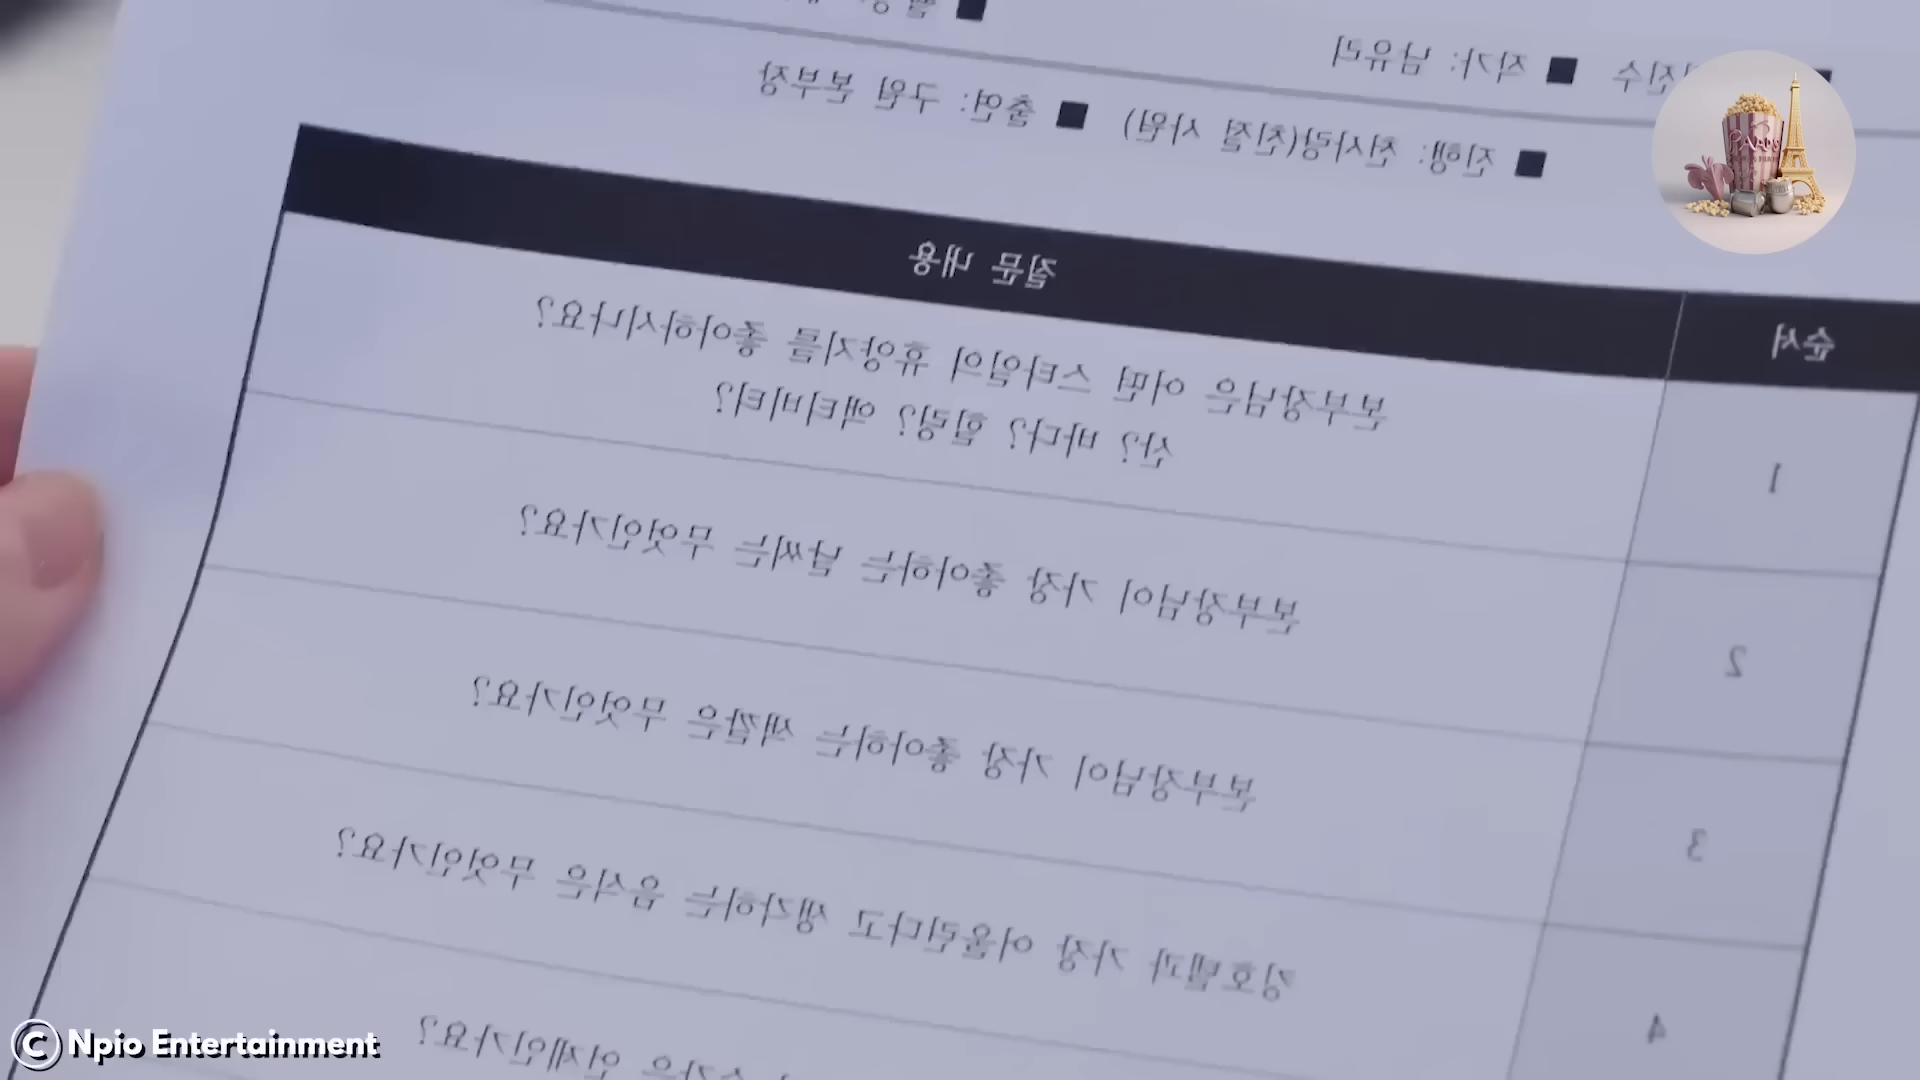 작가: 남유리
진행: 천사랑(친절 사원) ■ 출연: 구원 본부장
순서 질문 내용
1 본부장님은 어떤 스타일의 휴양지를 좋아하시나요?
산? 바다? 힐링? 액티비티?
2 본부장님이 가장 좋아하는 날씨는 무엇인가요?
3 본부장님이 가장 좋아하는 색깔은 무엇인가요?
4 킹호텔과 가장 어울린다고 생각하는 음식은 무엇인가요?
언제인가요?
PARIS
© Npio Entertainment